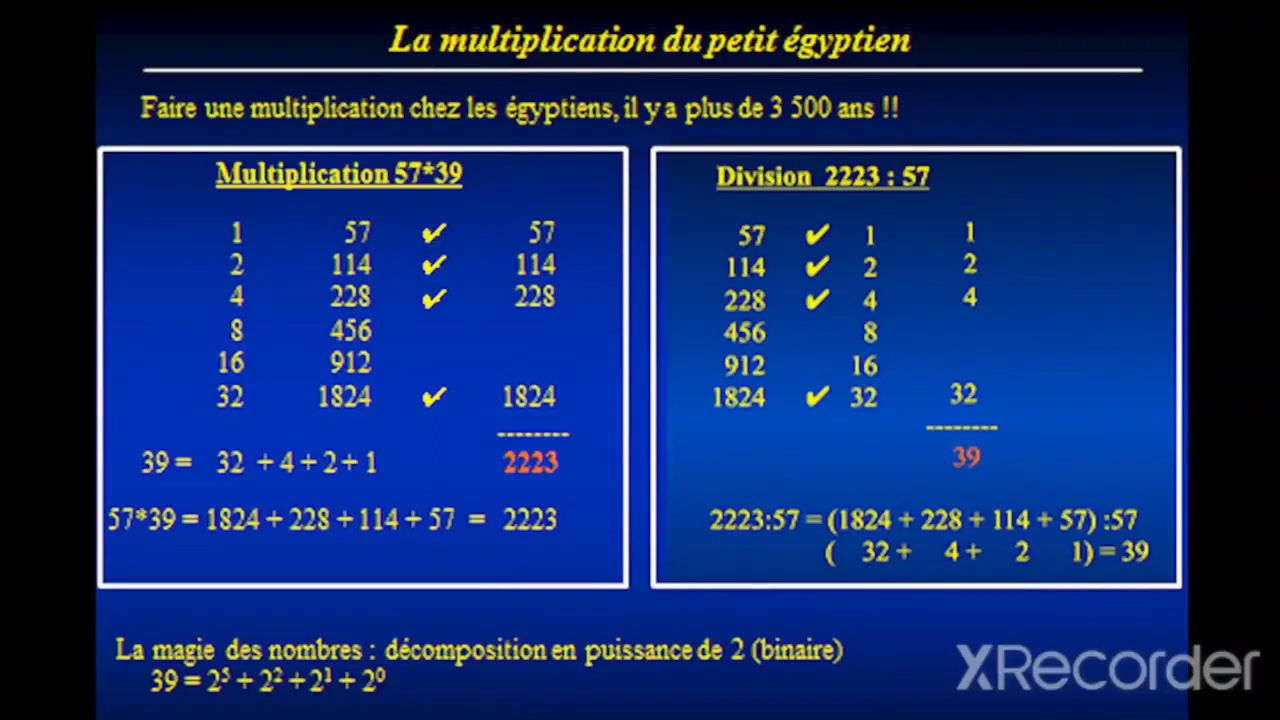 La multiplication du petit égyptien
Faire une multiplication chez les égyptiens, il y a plus de 3 500 ans !!
Multiplication 57*39
1 57 ✔ 57
2 114 ✔ 114
4 228 ✔ 228
8 456
16 912
32 1824 ✔ 1824
--------
39 = 32 + 4 + 2 + 1 2223
57*39 = 1824 + 228 + 114 + 57 = 2223
Division 2223 : 57
57 ✔ 1 1
114 ✔ 2 2
228 ✔ 4 4
456 8
912 16
1824 ✔ 32 32
--------
39
2223:57 = (1824 + 228 + 114 + 57) :57
( 32 + 4 + 2 1) = 39
La magie des nombres : décomposition en puissance de 2 (binaire)
39 = 2⁵ + 2² + 2¹ + 2⁰
XRecorder